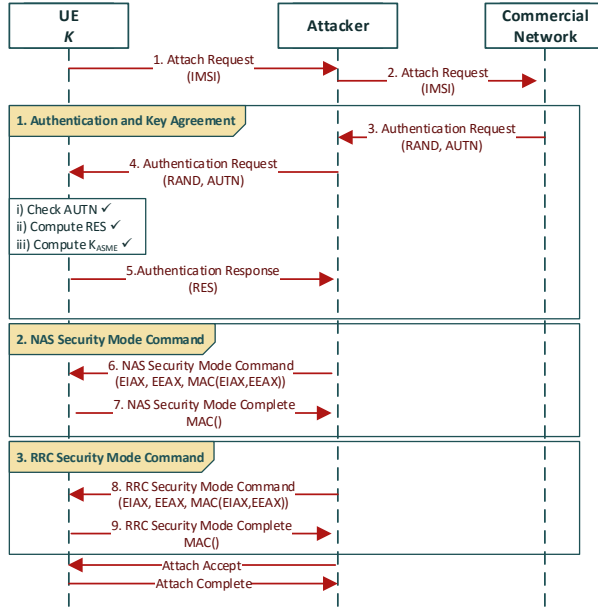 UE
K
Attacker
Commercial
Network
1. Attach Request
(IMSI)
2. Attach Request
(IMSI)
1. Authentication and Key Agreement
3. Authentication Request
(RAND, AUTN)
4. Authentication Request
(RAND, AUTN)
i) Check AUTN ✓
ii) Compute RES ✓
iii) Compute KASME ✓
5.Authentication Response
(RES)
2. NAS Security Mode Command
6. NAS Security Mode Command
(EIAX, EEAX, MAC(EIAX,EEAX))
7. NAS Security Mode Complete
MAC()
3. RRC Security Mode Command
8. RRC Security Mode Command
(EIAX, EEAX, MAC(EIAX,EEAX))
9. RRC Security Mode Complete
MAC()
Attach Accept
Attach Complete